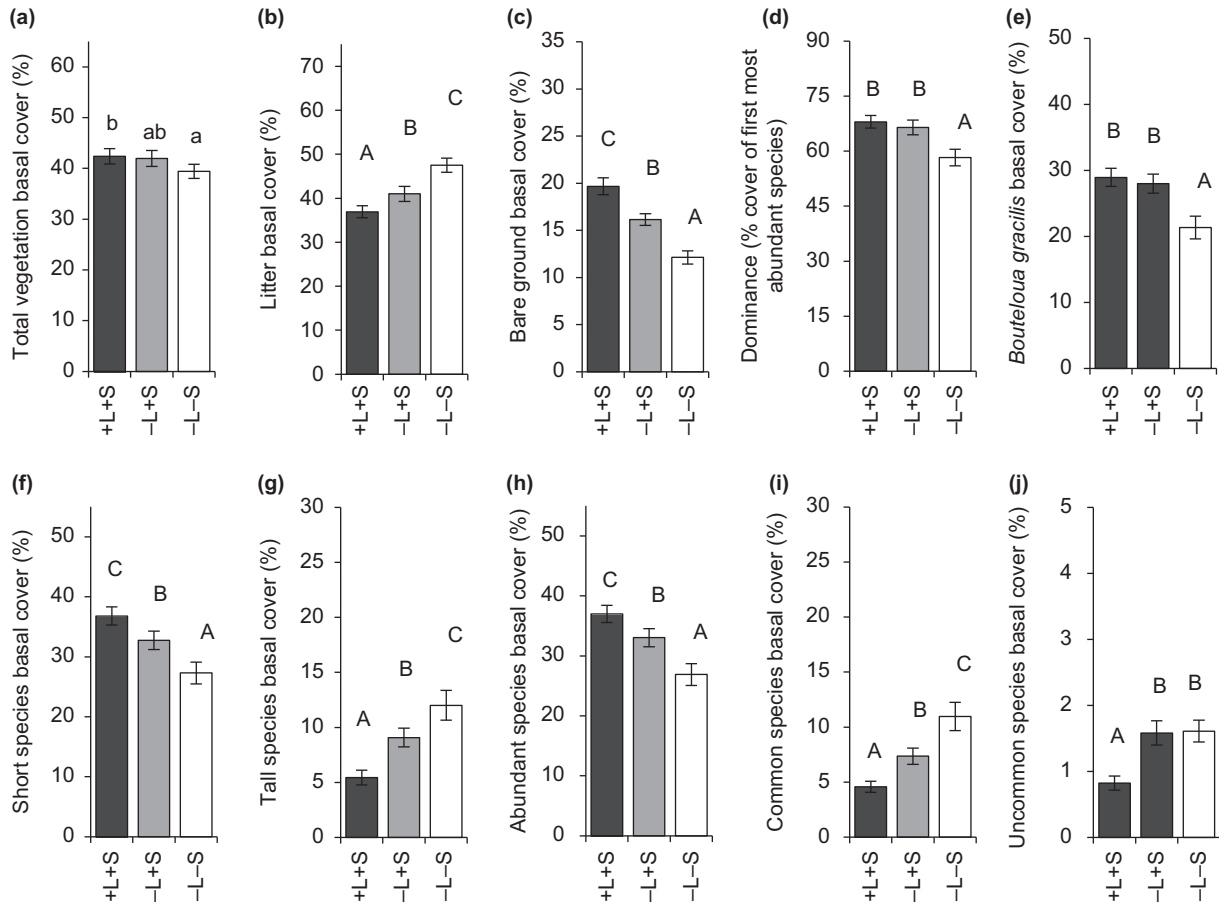 (a)
Total vegetation basal cover (%)
60
50
40
30
20
10
0
b
ab
a
+L+S
–L+S
–L–S
(b)
Litter basal cover (%)
70
60
50
40
30
20
10
0
A
B
C
+L+S
–L+S
–L–S
(c)
Bare ground basal cover (%)
35
30
25
20
15
10
5
0
C
B
A
+L+S
–L+S
–L–S
(d)
Dominance (% cover of first most
abundant species)
90
75
60
45
30
15
0
B
B
A
+L+S
–L+S
–L–S
(e)
Bouteloua gracilis basal cover (%)
50
40
30
20
10
0
B
B
A
+L+S
–L+S
–L–S
(f)
Short species basal cover (%)
50
40
30
20
10
0
C
B
A
+L+S
–L+S
–L–S
(g)
Tall species basal cover (%)
30
25
20
15
10
5
0
A
B
C
+L+S
–L+S
–L–S
(h)
Abundant species basal cover (%)
50
40
30
20
10
0
C
B
A
+L+S
–L+S
–L–S
(i)
Common species basal cover (%)
30
25
20
15
10
5
0
A
B
C
+L+S
–L+S
–L–S
(j)
Uncommon species basal cover (%)
5
4
3
2
1
0
A
B
B
+L+S
–L+S
–L–S